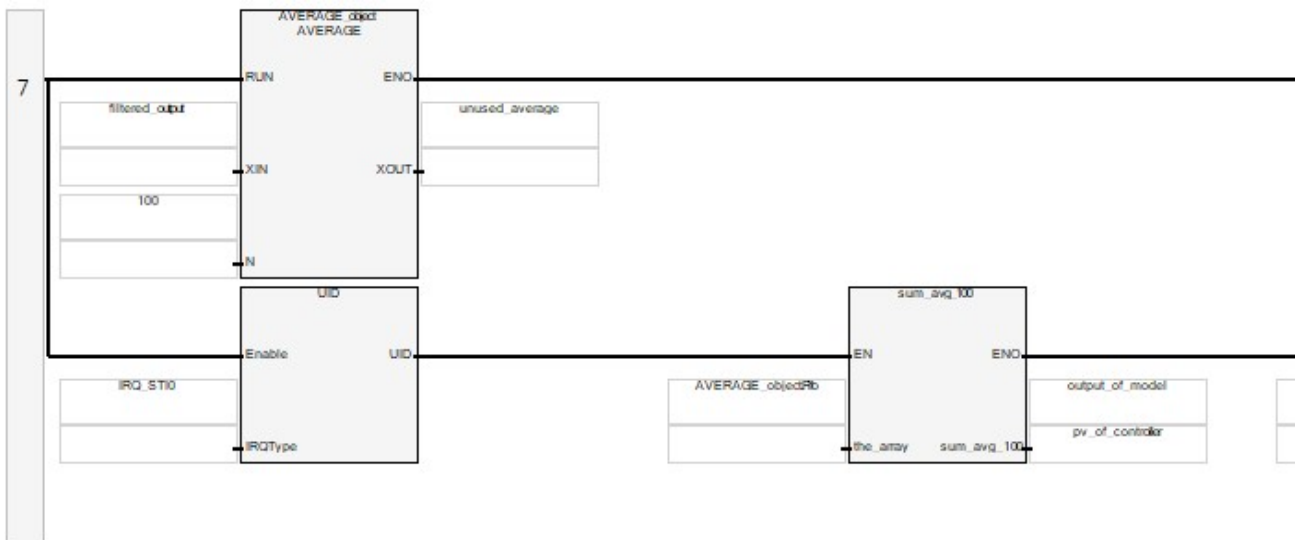 7
AVERAGE_object
AVERAGE
RUN
ENO
filtered_output
unused_average
XIN
XOUT
100
N
UID
sum_avg_100
Enable
UID
EN
ENO
IRQ_STI0
output_of_model
IRQType
the_array
sum_avg_100
pv_of_controller